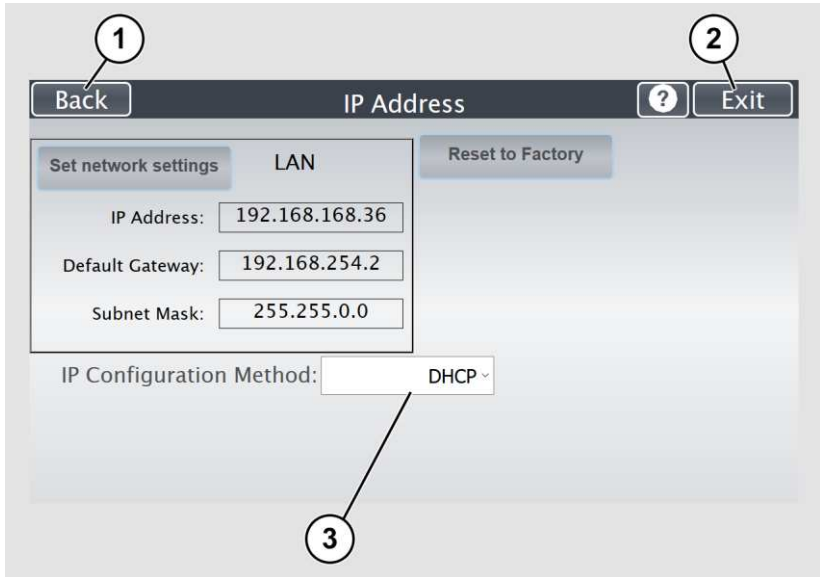 1
2
Back IP Address ? Exit
Set network settings LAN Reset to Factory
IP Address: 192.168.168.36
Default Gateway: 192.168.254.2
Subnet Mask: 255.255.0.0
IP Configuration Method: DHCP
3